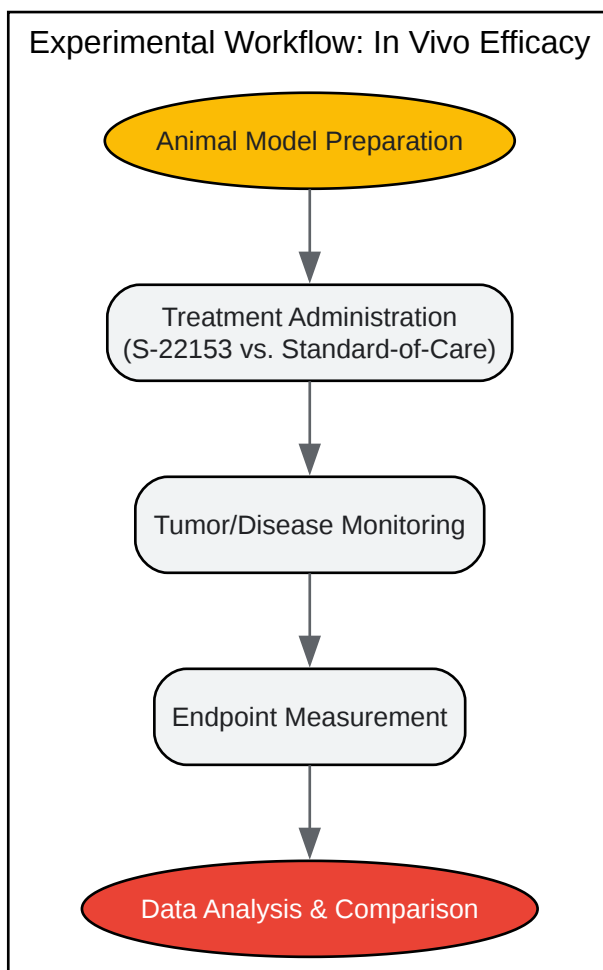 Experimental Workflow: In Vivo Efficacy
Animal Model Preparation
Treatment Administration
(S-22153 vs. Standard-of-Care)
Tumor/Disease Monitoring
Endpoint Measurement
Data Analysis & Comparison